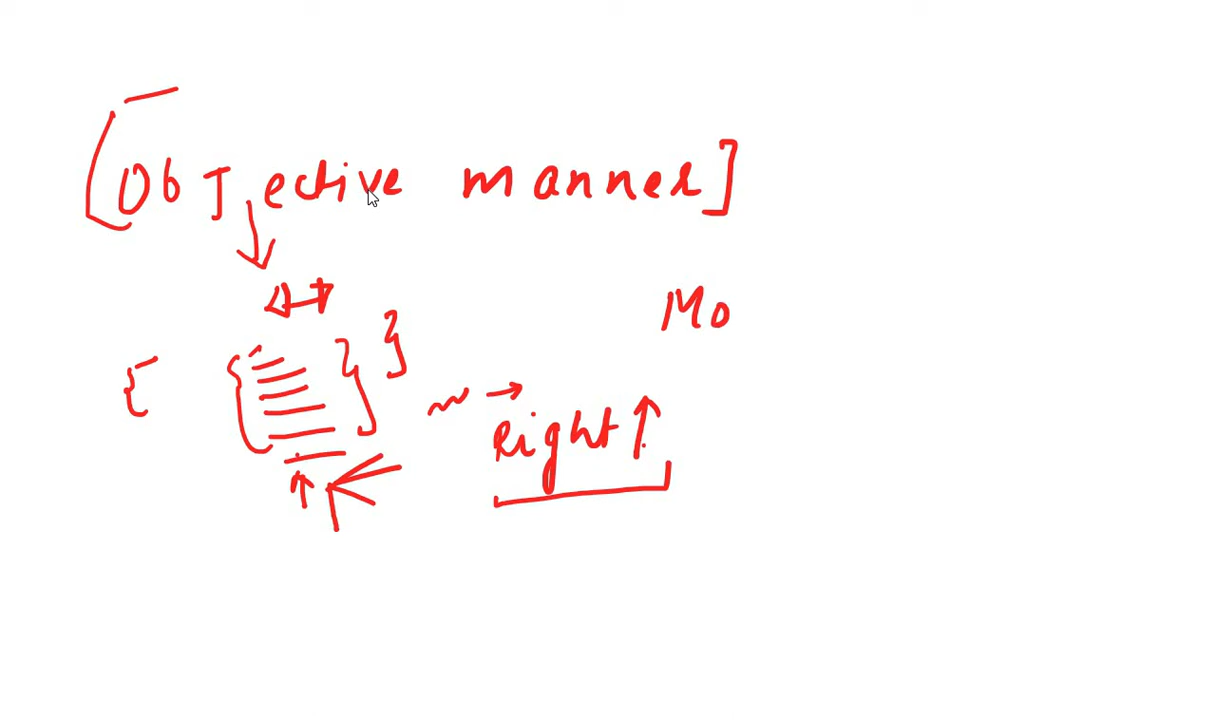 [Objective manner]
Mo
{ { } } → Right ↑